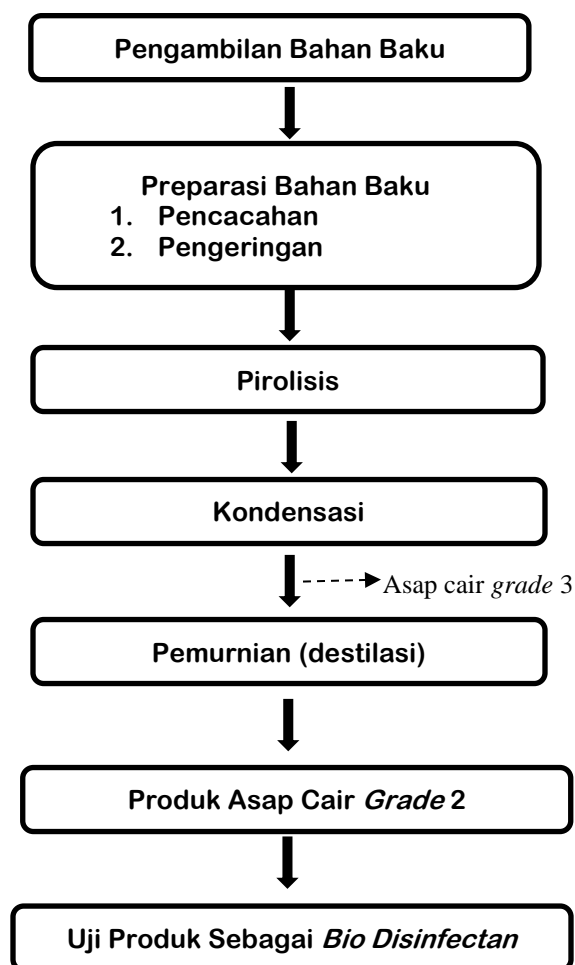 Pengambilan Bahan Baku
Preparasi Bahan Baku
1. Pencacahan
2. Pengeringan
Pirolisis
Kondensasi
Asap cair grade 3
Pemurnian (destilasi)
Produk Asap Cair Grade 2
Uji Produk Sebagai Bio Disinfectan